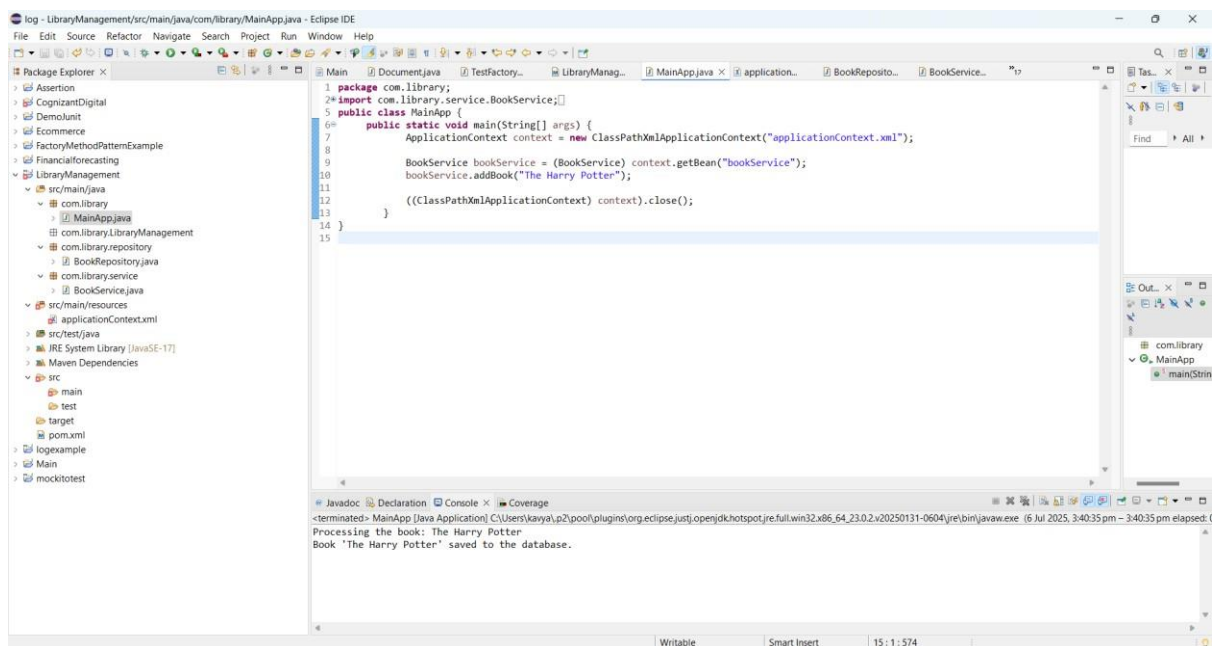 log - LibraryManagement/src/main/java/com/library/MainApp.java - Eclipse IDE
File Edit Source Refactor Navigate Search Project Run Window Help
Package Explorer
Assertion
CognizantDigital
DemoJunit
Ecommerce
FactoryMethodPatternExample
Financialforecasting
LibraryManagement
src/main/java
com.library
MainApp.java
com.library.LibraryManagement
com.library.repository
BookRepository.java
com.library.service
BookService.java
src/main/resources
applicationContext.xml
src/test/java
JRE System Library [JavaSE-17]
Maven Dependencies
src
main
test
target
pom.xml
logexample
Main
mockitotest
Main Document.java TestFactory... LibraryManag... MainApp.java application... BookReposito... BookService... 17
1 package com.library;
2 import com.library.service.BookService;
5 public class MainApp {
6 public static void main(String[] args) {
7 ApplicationContext context = new ClassPathXmlApplicationContext("applicationContext.xml");
8
9 BookService bookService = (BookService) context.getBean("bookService");
10 bookService.addBook("The Harry Potter");
11
12 ((ClassPathXmlApplicationContext) context).close();
13 }
14 }
15
Tas...
Find All
Out...
com.library
MainApp
main(Strin
Javadoc Declaration Console Coverage
<terminated> MainApp [Java Application] C:\Users\kavya\.p2\pool\plugins\org.eclipse.justj.openjdk.hotspot.jre.full.win32.x86_64_23.0.2.v20250131-0604\jre\bin\javaw.exe (6 Jul 2025, 3:40:35 pm – 3:40:35 pm elapsed: 0
Processing the book: The Harry Potter
Book 'The Harry Potter' saved to the database.
Writable Smart Insert 15 : 1 : 574